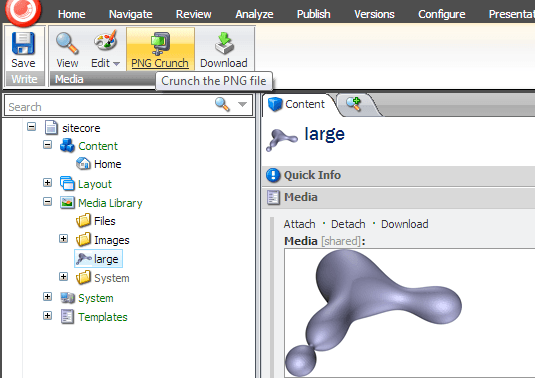 Home Navigate Review Analyze Publish Versions Configure Presenta
Save View Edit PNG Crunch Download
Write Media
Crunch the PNG file
Search
Content
large
Quick Info
Media
Attach · Detach · Download
Media [shared]:
sitecore
Content
Home
Layout
Media Library
Files
Images
large
System
System
Templates